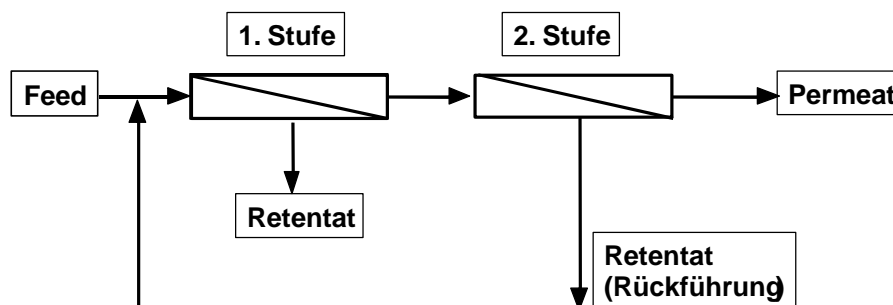 1. Stufe
2. Stufe
Feed
Permeat
Retentat
Retentat
(Rückführung)